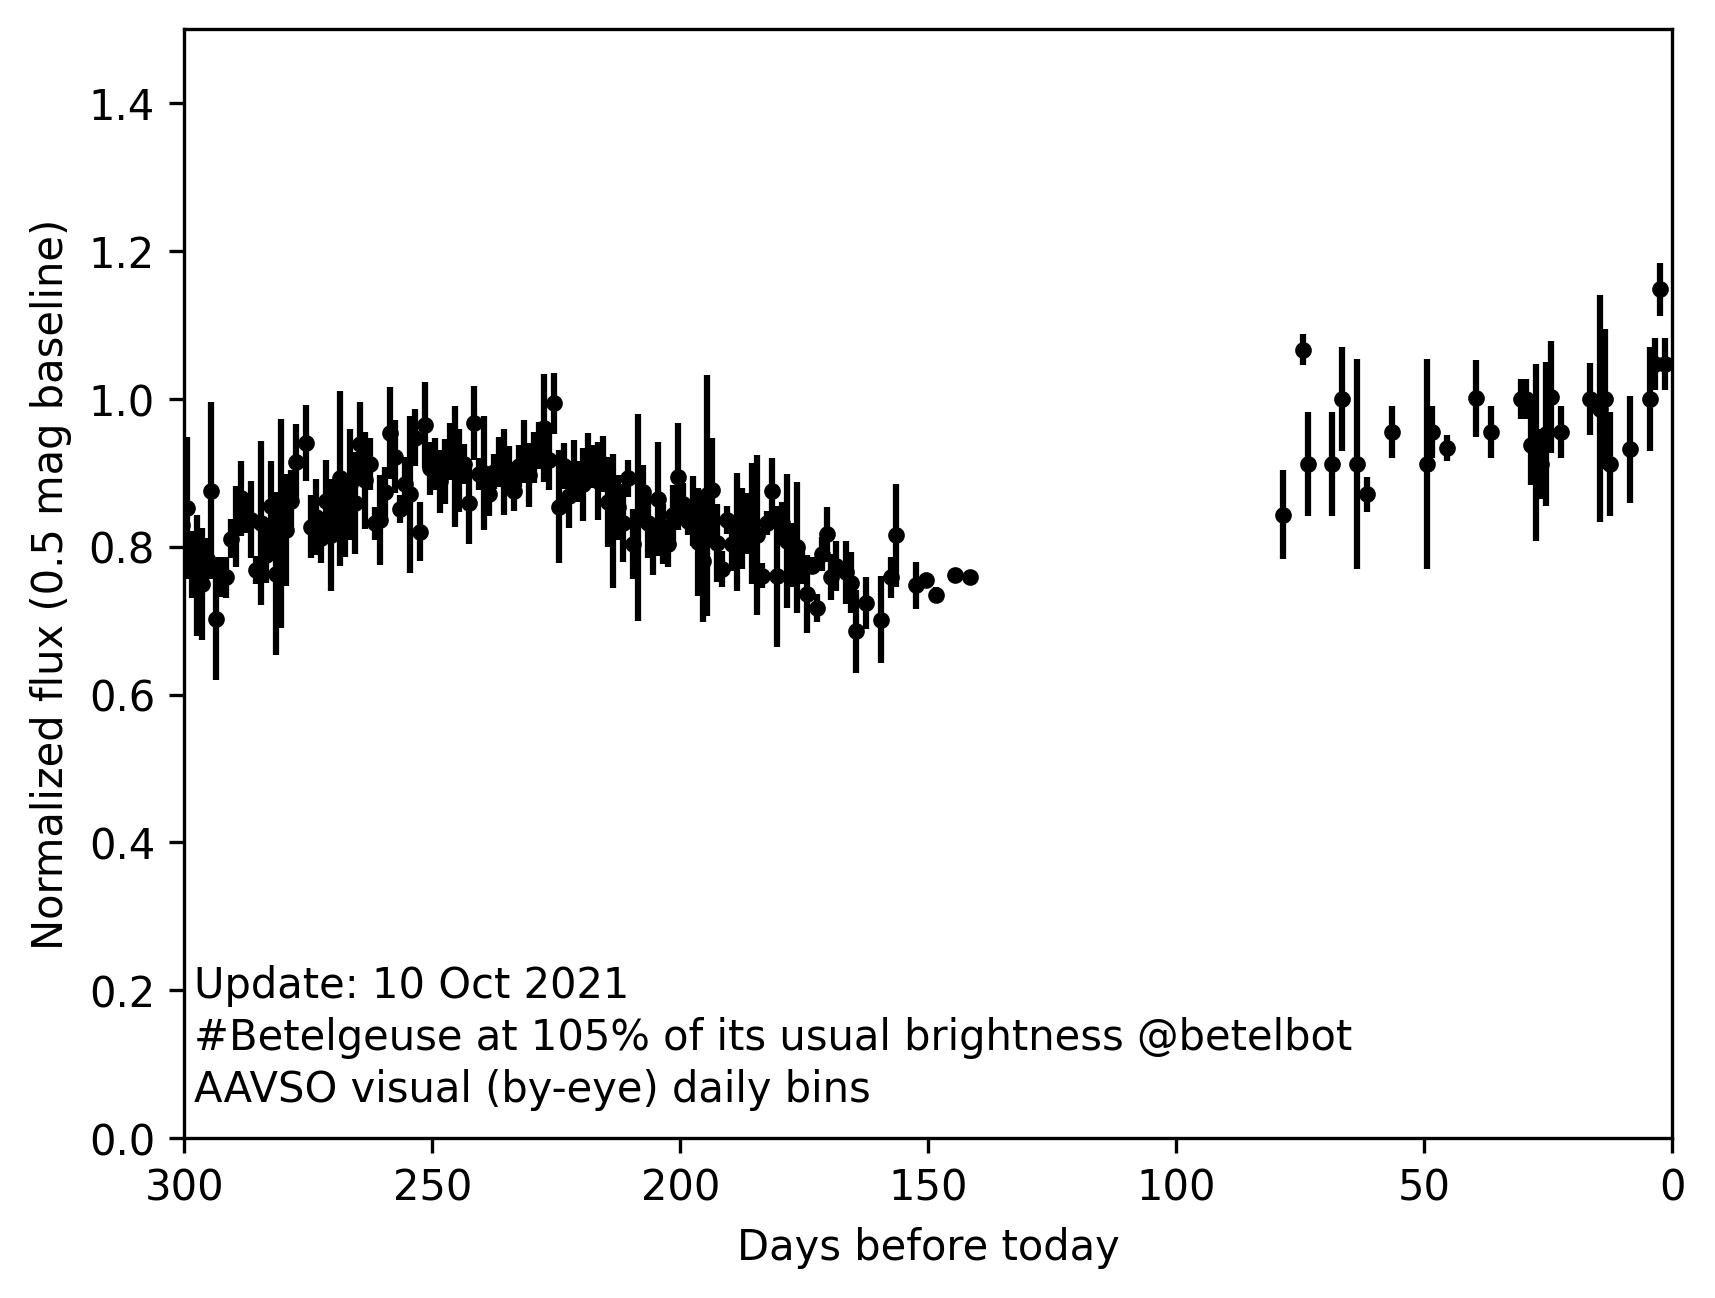 1.4
1.2
1.0
0.8
0.6
0.4
0.2
0.0
Normalized flux (0.5 mag baseline)
Update: 10 Oct 2021
#Betelgeuse at 105% of its usual brightness @betelbot
AAVSO visual (by-eye) daily bins
300 250 200 150 100 50 0
Days before today